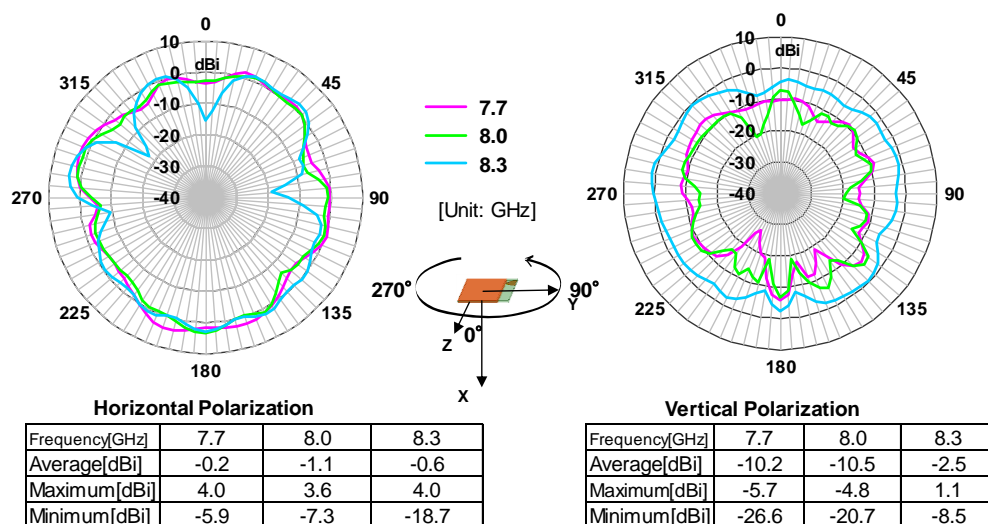 0
10
0
dBi
-10
-20
-30
-40
45
90
135
180
225
270
315
7.7
8.0
8.3
[Unit: GHz]
270°
90°
Y
0°
Z
X
0
10
0
dBi
-10
-20
-30
-40
45
90
135
180
225
270
315
Horizontal Polarization
Frequency[GHz] 7.7 8.0 8.3
Average[dBi] -0.2 -1.1 -0.6
Maximum[dBi] 4.0 3.6 4.0
Minimum[dBi] -5.9 -7.3 -18.7
Vertical Polarization
Frequency[GHz] 7.7 8.0 8.3
Average[dBi] -10.2 -10.5 -2.5
Maximum[dBi] -5.7 -4.8 1.1
Minimum[dBi] -26.6 -20.7 -8.5